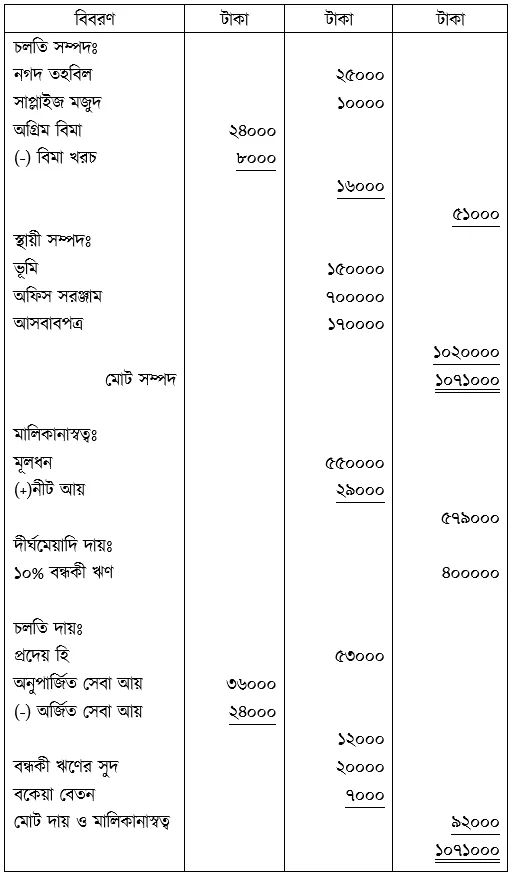 বিবরণ টাকা টাকা টাকা
চলতি সম্পদঃ
নগদ তহবিল ২৫০০০
সাপ্লাইজ মজুদ ১০০০০
অগ্রিম বিমা ২৪০০০
(-) বিমা খরচ ৮০০০
১৬০০০
৫১০০০
স্থায়ী সম্পদঃ
ভূমি ১৫০০০০
অফিস সরঞ্জাম ৭০০০০০
আসবাবপত্র ১৭০০০০
১০২০০০০
মোট সম্পদ ১০৭১০০০
মালিকানাস্বত্বঃ
মূলধন ৫৫০০০০
(+)নীট আয় ২৯০০০
৫৭৯০০০
দীর্ঘমেয়াদি দায়ঃ
১০% বন্ধকী ঋণ ৪০০০০০
চলতি দায়ঃ
প্রদেয় হি ৫৩০০০
অনুপার্জিত সেবা আয় ৩৬০০০
(-) অর্জিত সেবা আয় ২৪০০০
১২০০০
বন্ধকী ঋণের সুদ ২০০০০
বকেয়া বেতন ৭০০০
মোট দায় ও মালিকানাস্বত্ব ৯২০০০
১০৭১০০০